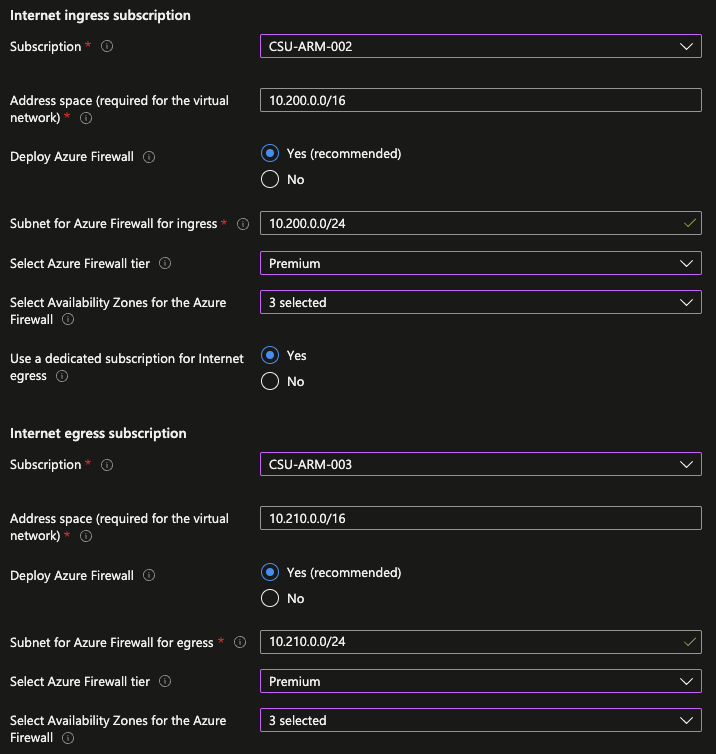 Internet ingress subscription
Subscription *
CSU-ARM-002
Address space (required for the virtual
network) *
10.200.0.0/16
Deploy Azure Firewall
Yes (recommended)
No
Subnet for Azure Firewall for ingress *
10.200.0.0/24
Select Azure Firewall tier
Premium
Select Availability Zones for the Azure
Firewall
3 selected
Use a dedicated subscription for Internet
egress
Yes
No
Internet egress subscription
Subscription *
CSU-ARM-003
Address space (required for the virtual
network) *
10.210.0.0/16
Deploy Azure Firewall
Yes (recommended)
No
Subnet for Azure Firewall for egress *
10.210.0.0/24
Select Azure Firewall tier
Premium
Select Availability Zones for the Azure
Firewall
3 selected